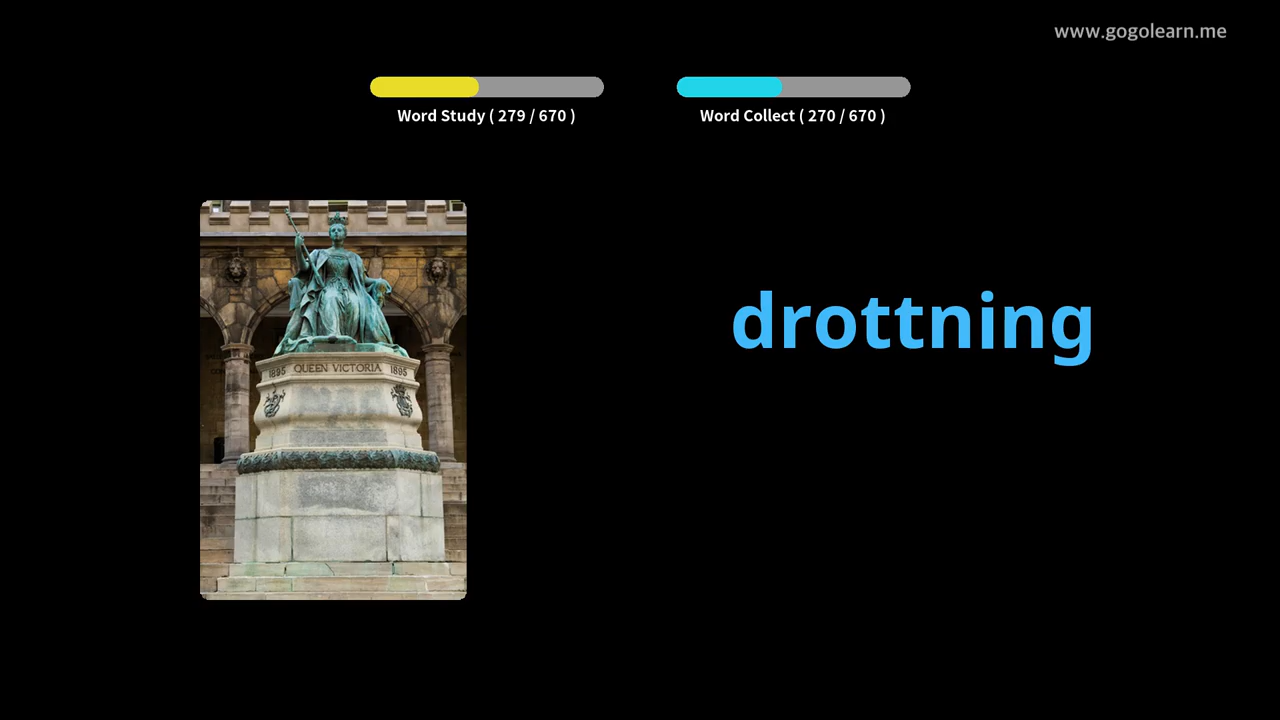 www.gogolearn.me
Word Study ( 279 / 670 )
Word Collect ( 270 / 670 )
drottning
1895 QUEEN VICTORIA 1895